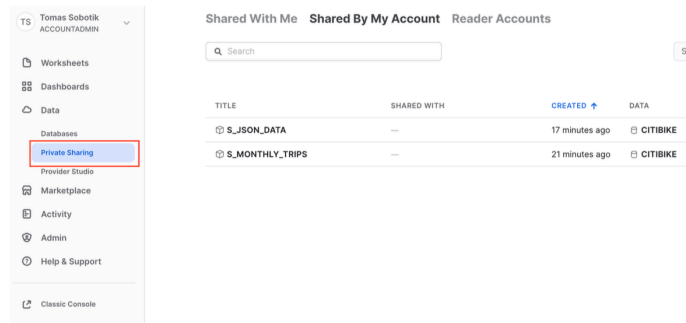 TS
Tomas Sobotik
ACCOUNTADMIN
Worksheets
Dashboards
Data
Databases
Private Sharing
Provider Studio
Marketplace
Activity
Admin
Help & Support
Classic Console
Shared With Me Shared By My Account Reader Accounts
Search
S
TITLE SHARED WITH CREATED ↑ DATA
S_JSON_DATA — 17 minutes ago CITIBIKE
S_MONTHLY_TRIPS — 21 minutes ago CITIBIKE